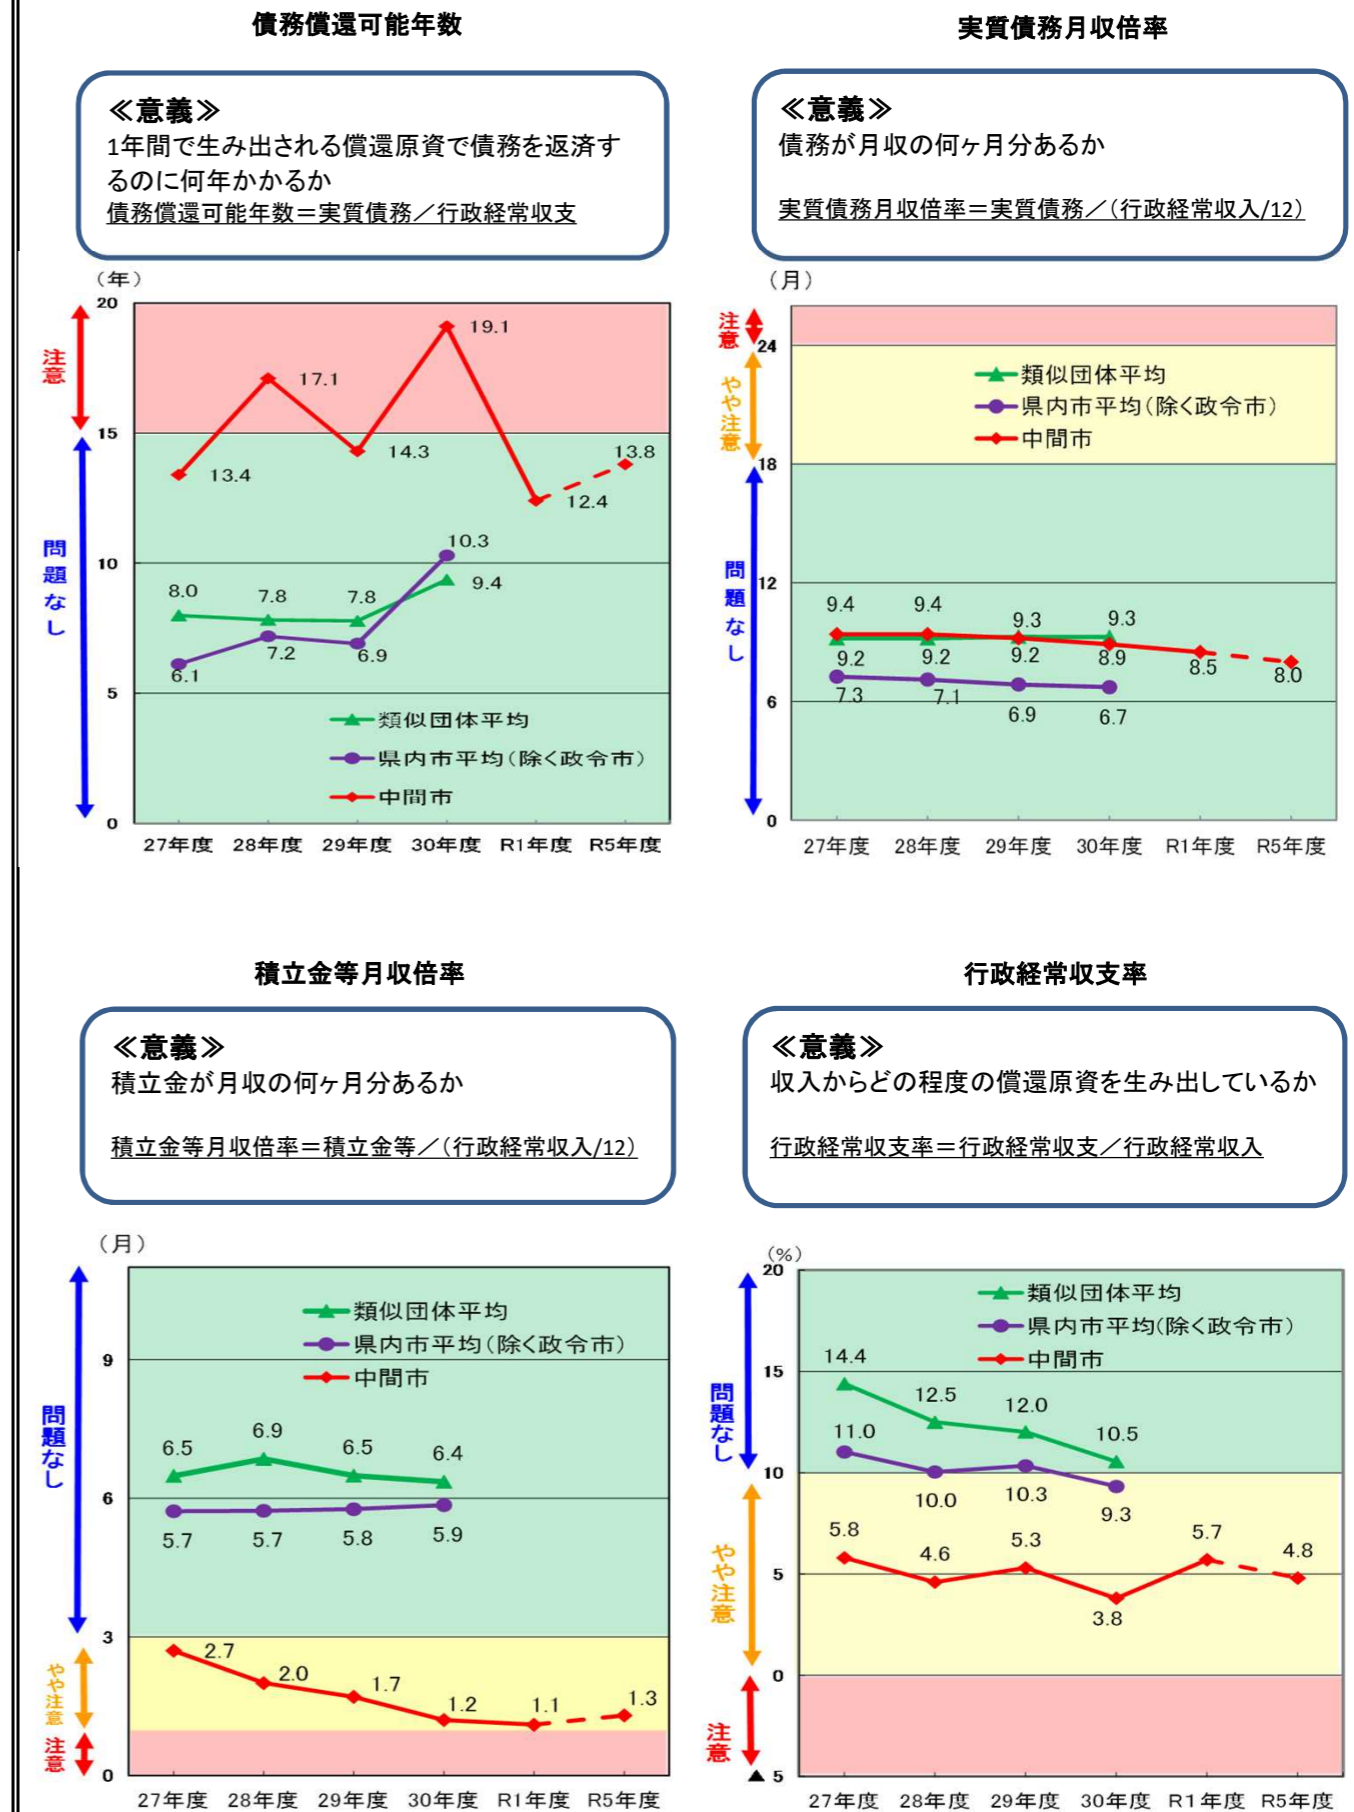 債務償還可能年数
≪意義≫
1年間で生み出される償還原資で債務を返済す
るのに何年かかるか
債務償還可能年数＝実質債務／行政経常収支
（年）
20
15
10
5
0
注意
問題なし
13.4
17.1
14.3
19.1
12.4
13.8
8.0
7.8
7.8
9.4
6.1
7.2
6.9
10.3
類似団体平均
県内市平均（除く政令市）
中間市
27年度 28年度 29年度 30年度 R1年度 R5年度
実質債務月収倍率
≪意義≫
債務が月収の何ヶ月分あるか
実質債務月収倍率＝実質債務／（行政経常収入/12）
（月）
24
18
12
6
0
注意
やや注意
問題なし
類似団体平均
県内市平均（除く政令市）
中間市
9.4 9.4 9.3 9.3
9.2 9.2 9.2 8.9 8.5 8.0
7.3 7.1 6.9 6.7
27年度 28年度 29年度 30年度 R1年度 R5年度
積立金等月収倍率
≪意義≫
積立金が月収の何ヶ月分あるか
積立金等月収倍率＝積立金等／（行政経常収入/12）
（月）
9
6
3
0
問題なし
やや注意
注意
類似団体平均
県内市平均（除く政令市）
中間市
6.5 6.9 6.5 6.4
5.7 5.7 5.8 5.9
2.7 2.0 1.7 1.2 1.1 1.3
27年度 28年度 29年度 30年度 R1年度 R5年度
行政経常収支率
≪意義≫
収入からどの程度の償還原資を生み出しているか
行政経常収支率＝行政経常収支／行政経常収入
（%）
20
15
10
5
0
▲ 5
問題なし
やや注意
注意
類似団体平均
県内市平均（除く政令市）
中間市
14.4 12.5 12.0 10.5
11.0 10.0 10.3 9.3
5.8 4.6 5.3 3.8 5.7 4.8
27年度 28年度 29年度 30年度 R1年度 R5年度